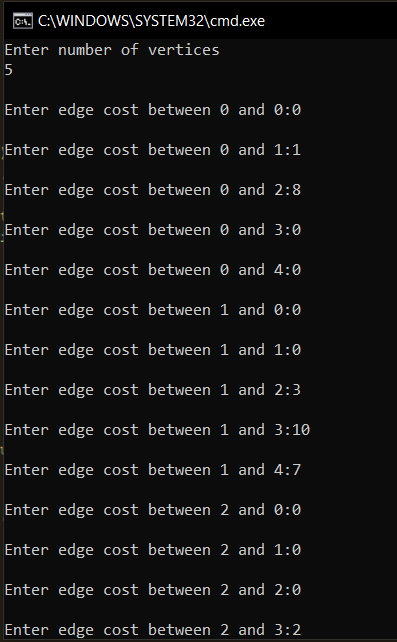 C:\WINDOWS\SYSTEM32\cmd.exe
Enter number of vertices
5
Enter edge cost between 0 and 0:0
Enter edge cost between 0 and 1:1
Enter edge cost between 0 and 2:8
Enter edge cost between 0 and 3:0
Enter edge cost between 0 and 4:0
Enter edge cost between 1 and 0:0
Enter edge cost between 1 and 1:0
Enter edge cost between 1 and 2:3
Enter edge cost between 1 and 3:10
Enter edge cost between 1 and 4:7
Enter edge cost between 2 and 0:0
Enter edge cost between 2 and 1:0
Enter edge cost between 2 and 2:0
Enter edge cost between 2 and 3:2